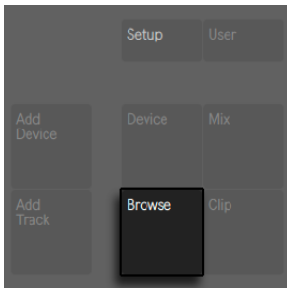 Setup User
Add
Device
Device Mix
Add
Track
Browse Clip